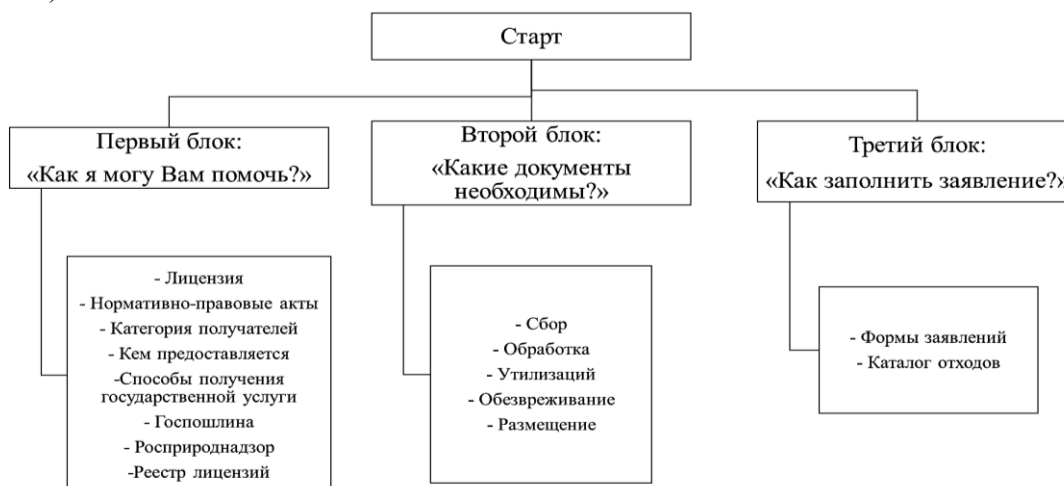 Старт
Первый блок:
«Как я могу Вам помочь?»
Второй блок:
«Какие документы
необходимы?»
Третий блок:
«Как заполнить заявление?»
- Лицензия
- Нормативно-правовые акты
- Категория получателей
- Кем предоставляется
-Способы получения
государственной услуги
- Госпошлина
- Росприроднадзор
-Реестр лицензий
- Сбор
- Обработка
- Утилизаций
- Обезвреживание
- Размещение
- Формы заявлений
- Каталог отходов